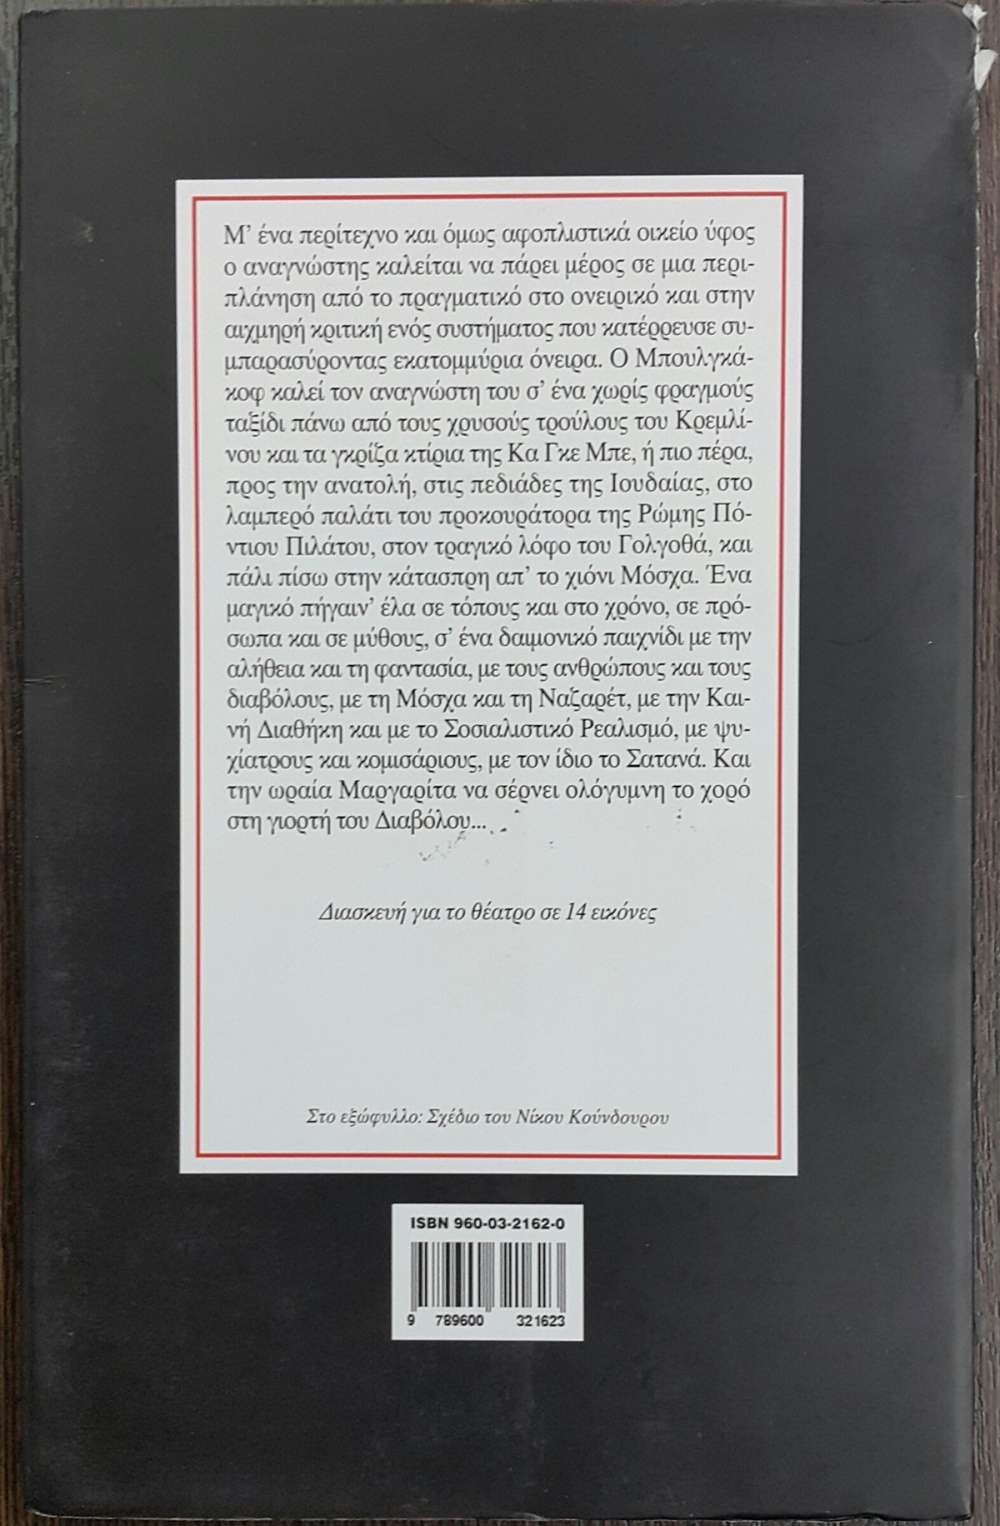 Μ' ένα περίτεχνο και όμως αφοπλιστικά οικείο ύφος
ο αναγνώστης καλείται να πάρει μέρος σε μια περι-
πλάνηση από το πραγματικό στο ονειρικό και στην
αιχμηρή κριτική ενός συστήματος που κατέρρευσε συ-
μπαρασύροντας εκατομμύρια όνειρα. Ο Μπουλγκά-
κοφ καλεί τον αναγνώστη του σ' ένα χωρίς φραγμούς
ταξίδι πάνω από τους χρυσούς τρούλους του Κρεμλί-
νου και τα γκρίζα κτίρια της Κα Γκε Μπε, ή πιο πέρα,
προς την ανατολή, στις πεδιάδες της Ιουδαίας, στο
λαμπερό παλάτι του προκουράτορα της Ρώμης Πό-
ντιου Πιλάτου, στον τραγικό λόφο του Γολγοθά, και
πάλι πίσω στην κάτασπρη απ' το χιόνι Μόσχα. Ένα
μαγικό πήγαιν' έλα σε τόπους και στο χρόνο, σε πρό-
σωπα και σε μύθους, σ' ένα δαιμονικό παιχνίδι με την
αλήθεια και τη φαντασία, με τους ανθρώπους και τους
διαβόλους, με τη Μόσχα και τη Ναζαρέτ, με την Και-
νή Διαθήκη και με το Σοσιαλιστικό Ρεαλισμό, με ψυ-
χίατρους και κομισάριους, με τον ίδιο το Σατανά. Και
την ωραία Μαργαρίτα να σέρνει ολόγυμνη το χορό
στη γιορτή του Διαβόλου...
Διασκευή για το θέατρο σε 14 εικόνες
Στο εξώφυλλο: Σχέδιο του Νίκου Κούνδουρου
ISBN 960-03-2162-0
9 789600 321623